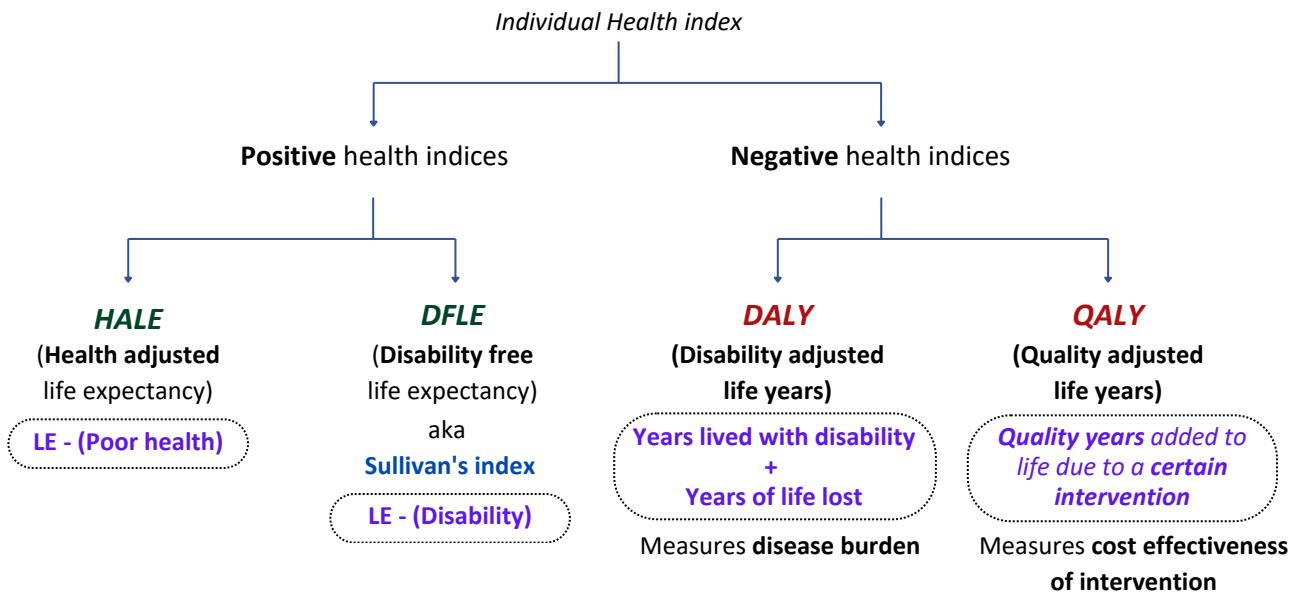 Individual Health index
Positive health indices
Negative health indices
HALE
(Health adjusted
life expectancy)
LE - (Poor health)
DFLE
(Disability free
life expectancy)
aka
Sullivan's index
LE - (Disability)
DALY
(Disability adjusted
life years)
Years lived with disability
+
Years of life lost
Measures disease burden
QALY
(Quality adjusted
life years)
Quality years added to
life due to a certain
intervention
Measures cost effectiveness
of intervention